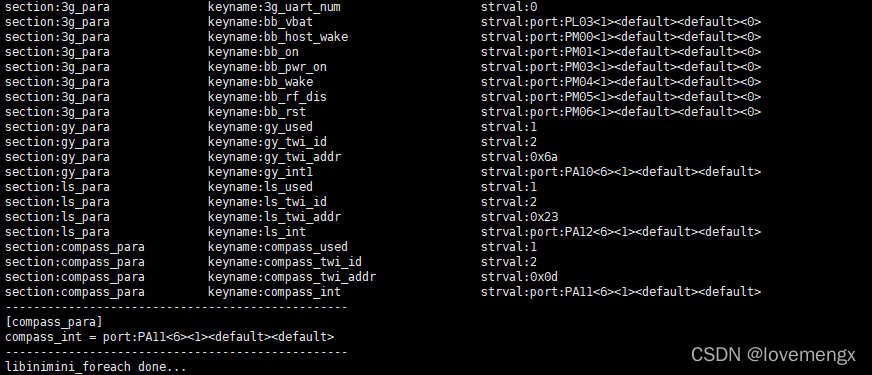 section:3g_para keyname:3g_uart_num strval:0
section:3g_para keyname:bb_vbat strval:port:PL03<1><default><default><0>
section:3g_para keyname:bb_host_wake strval:port:PM00<1><default><default><0>
section:3g_para keyname:bb_on strval:port:PM01<1><default><default><0>
section:3g_para keyname:bb_pwr_on strval:port:PM03<1><default><default><0>
section:3g_para keyname:bb_wake strval:port:PM04<1><default><default><0>
section:3g_para keyname:bb_rf_dis strval:port:PM05<1><default><default><0>
section:3g_para keyname:bb_rst strval:port:PM06<1><default><default><0>
section:gy_para keyname:gy_used strval:1
section:gy_para keyname:gy_twi_id strval:2
section:gy_para keyname:gy_twi_addr strval:0x6a
section:gy_para keyname:gy_int1 strval:port:PA10<6><1><default><default>
section:ls_para keyname:ls_used strval:1
section:ls_para keyname:ls_twi_id strval:2
section:ls_para keyname:ls_twi_addr strval:0x23
section:ls_para keyname:ls_int strval:port:PA12<6><1><default><default>
section:compass_para keyname:compass_used strval:1
section:compass_para keyname:compass_twi_id strval:2
section:compass_para keyname:compass_twi_addr strval:0x0d
section:compass_para keyname:compass_int strval:port:PA11<6><1><default><default>
-------------------------------------------------
[compass_para]
compass_int = port:PA11<6><1><default><default>
-------------------------------------------------
libinimini_foreach done...
CSDN @lovemengx